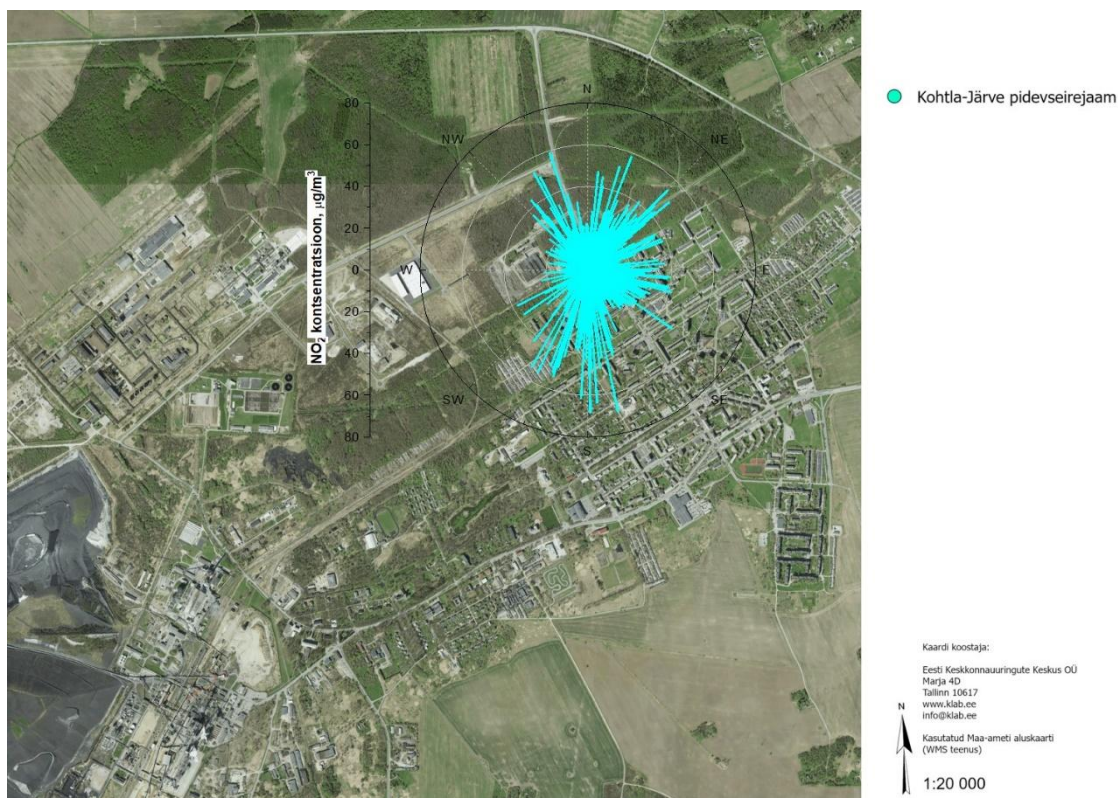 Kohtla-Järve pidevseirejaam
N
NW
NE
80
60
40
20
0
20
40
60
80
NO₂ kontsentratsioon, µg/m³
W
E
SW
SE
S
Kaardi koostaja:
Eesti Keskkonnauuringute Keskus OÜ
Marja 4D
Tallinn 10617
www.klab.ee
info@klab.ee
Kasutatud Maa-ameti aluskaarti
(WMS teenus)
N
1:20 000